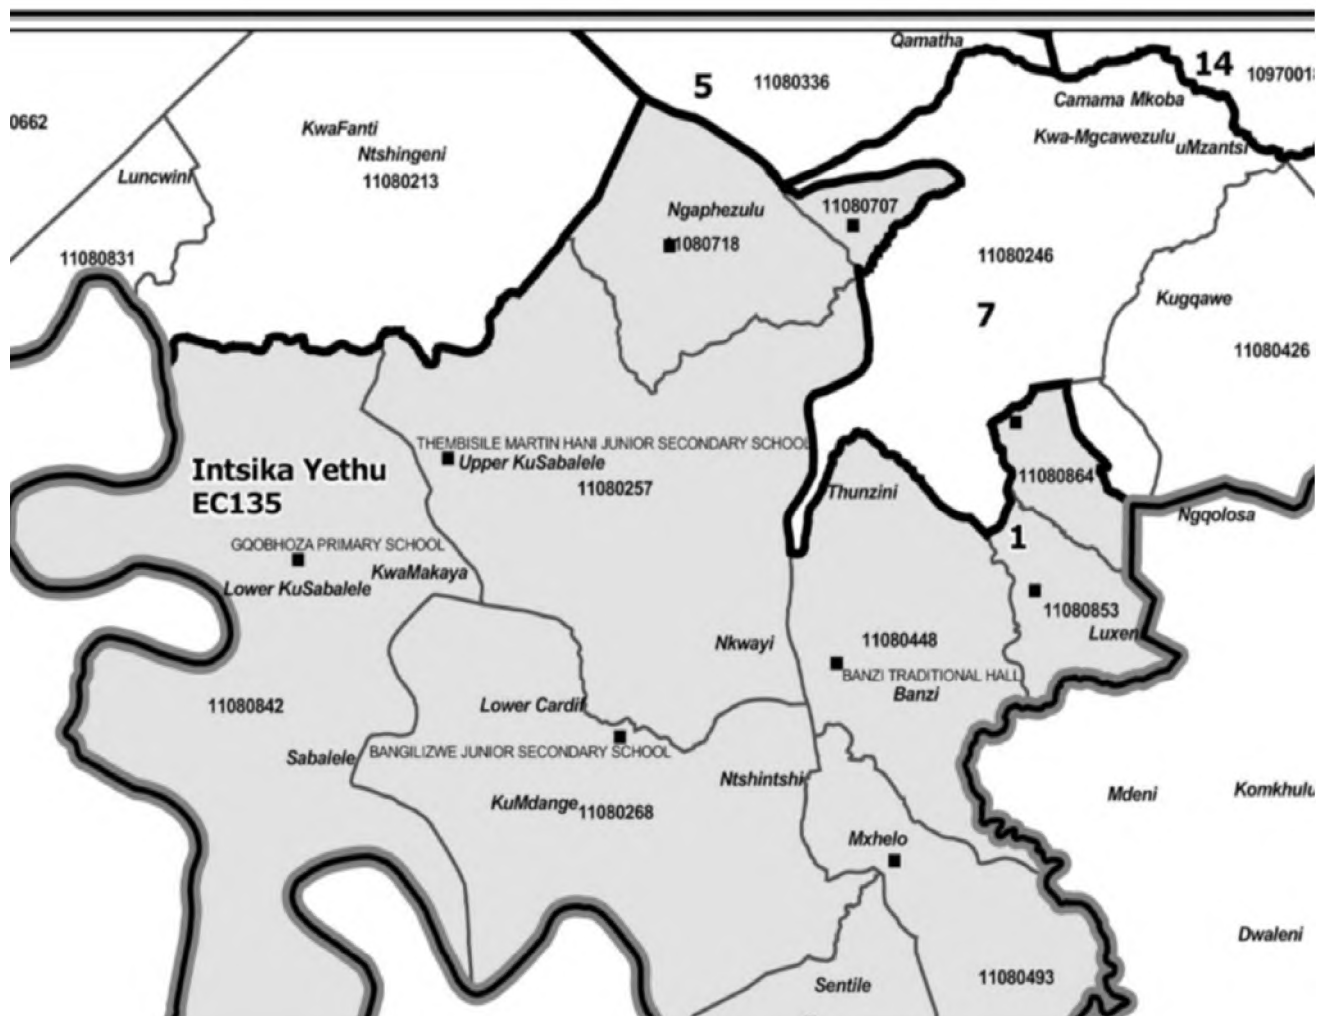 Qamatha
5
11080336
14
Camama Mkoba
KwaFanti
Kwa-Mgcawezulu
uMzantsi
Ntshingeni
Luncwini
11080213
11080707
Ngaphezulu
11080718
11080831
11080246
Kugqawe
7
11080426
THEMBISILE MARTIN HANI JUNIOR SECONDARY SCHOOL
Upper KuSabalele
Intsika Yethu
EC135
11080257
11080864
Thunzini
Ngqolosa
1
GQOBHOZA PRIMARY SCHOOL
KwaMakaya
Lower KuSabalele
11080853
Luxeni
Nkwayi
11080448
BANZI TRADITIONAL HALL
Banzi
Lower Cardif
11080842
BANGILIZWE JUNIOR SECONDARY SCHOOL
Sabalele
Ntshintshi
KuMdange
11080268
Mdeni
Komkhulu
Mxhelo
Dwaleni
Sentile
11080493